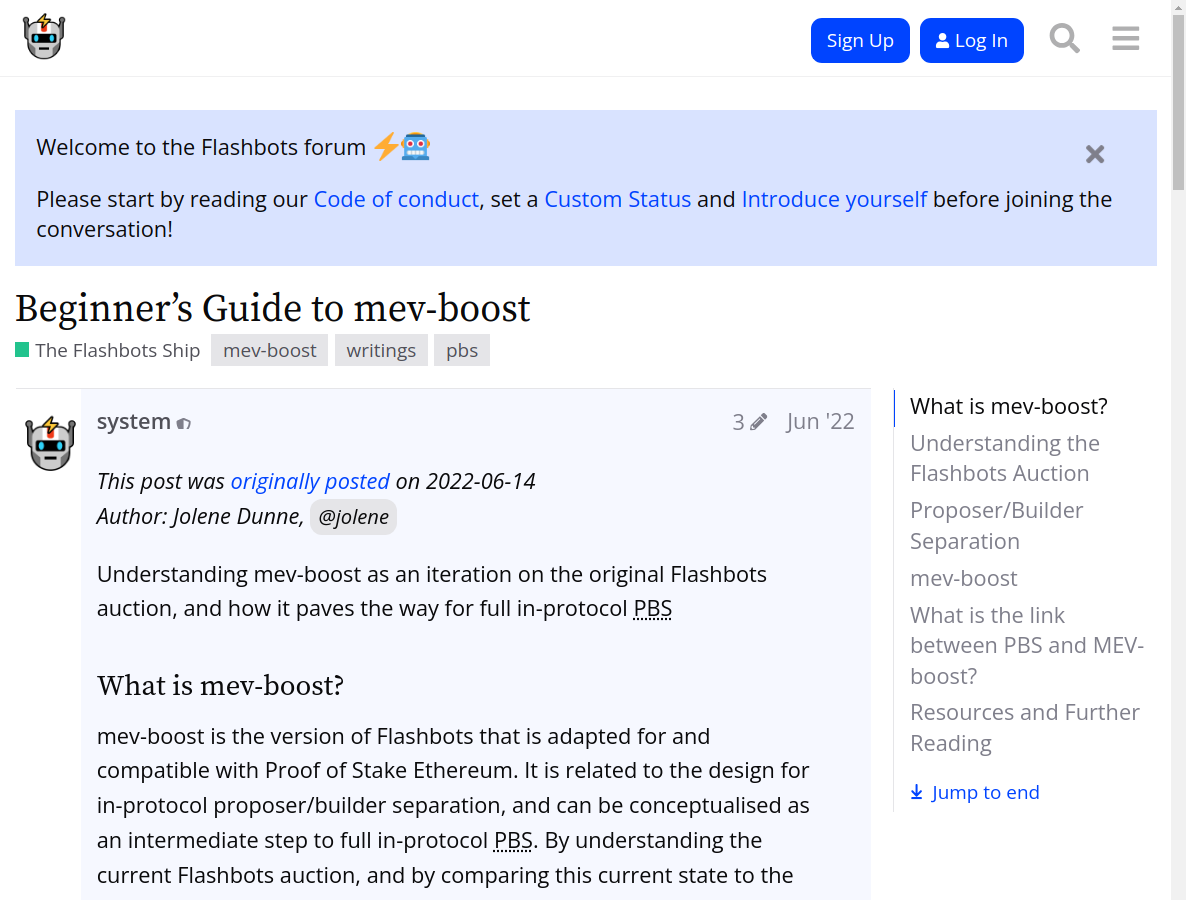 Sign Up
Log In
Welcome to the Flashbots forum
Please start by reading our Code of conduct, set a Custom Status and Introduce yourself before joining the
conversation!
Beginner’s Guide to mev-boost
The Flashbots Ship mev-boost writings pbs
system 3 Jun '22
This post was originally posted on 2022-06-14
Author: Jolene Dunne, @jolene
Understanding mev-boost as an iteration on the original Flashbots
auction, and how it paves the way for full in-protocol PBS
What is mev-boost?
mev-boost is the version of Flashbots that is adapted for and
compatible with Proof of Stake Ethereum. It is related to the design for
in-protocol proposer/builder separation, and can be conceptualised as
an intermediate step to full in-protocol PBS. By understanding the
current Flashbots auction, and by comparing this current state to the
What is mev-boost?
Understanding the
Flashbots Auction
Proposer/Builder
Separation
mev-boost
What is the link
between PBS and MEV-
boost?
Resources and Further
Reading
Jump to end